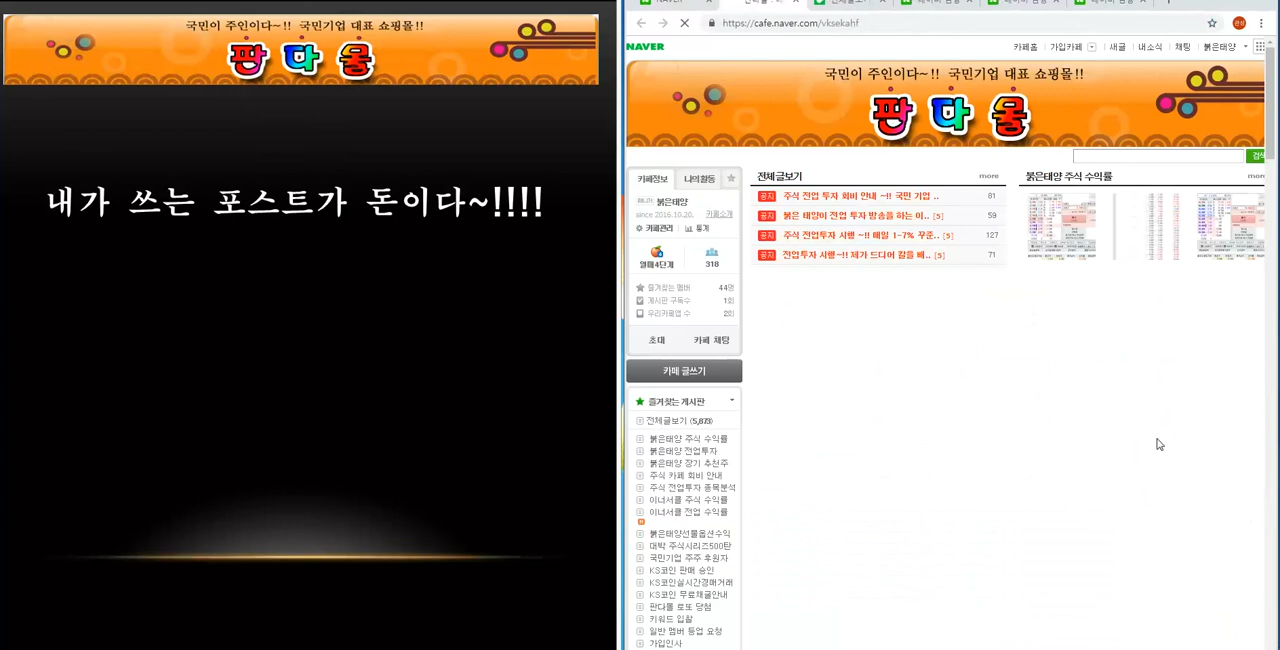 국민이 주인이다~!! 국민기업 대표 쇼핑몰!!
판다몰
내가 쓰는 포스트가 돈이다~!!!!
https://cafe.naver.com/vksekahf
NAVER
카페홈 가입카페 새글 내소식 채팅 붉은태양
국민이 주인이다~!! 국민기업 대표 쇼핑몰!!
판다몰
검색
카페정보 나의활동
매니저 붉은태양
since 2016.10.20. 카페소개
카페관리 통계
열매4단계 318
즐겨찾는 멤버 44명
게시판 구독수 1회
우리카페앱 수 2회
초대 카페 채팅
카페 글쓰기
즐겨찾는 게시판
전체글보기 (5,873)
붉은태양 주식 수익률
붉은태양 전업투자
붉은태양 장기 추천주
주식 카페 회비 안내
주식 전업투자 종목분석
이너서클 주식 수익률
이너서클 전업 수익률
붉은태양선물옵션수익
대박 주식시리즈500탄
국민기업 주주 후원자
KS코인 판매 승인
KS코인실시간경매거래
KS코인 무료채굴안내
판다몰 로또 당첨
키워드 입찰
일반 멤버 등업 요청
가입인사
전체글보기 more
공지 주식 전업 투자 회비 안내 ~!! 국민 기업 .. 81
공지 붉은 태양이 전업 투자 방송을 하는 이.. [5] 59
공지 주식 전업투자 시행 ~!! 매일 1-7% 꾸준.. [5] 127
공지 전업투자 시행~!! 제가 드디어 칼을 빼.. [5] 71
붉은태양 주식 수익률 more